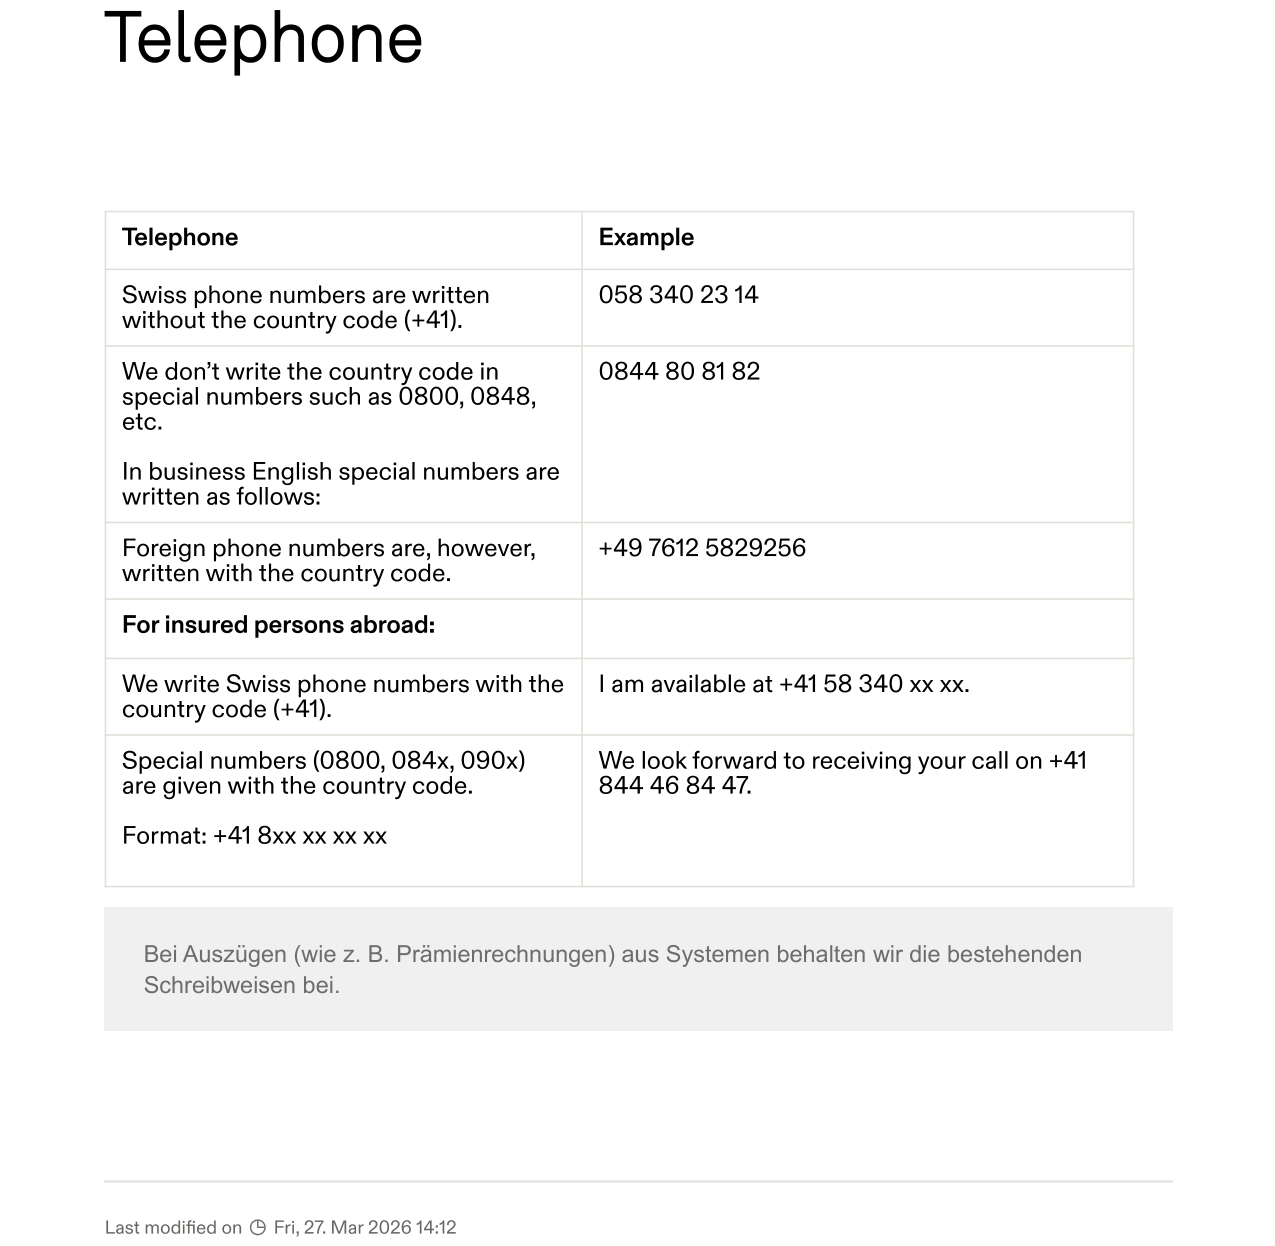 Telephone
Telephone
Example
Swiss phone numbers are written
without the country code (+41).
058 340 23 14
We don’t write the country code in
special numbers such as 0800, 0848,
etc.
In business English special numbers are
written as follows:
0844 80 81 82
Foreign phone numbers are, however,
written with the country code.
+49 7612 5829256
For insured persons abroad:
We write Swiss phone numbers with the
country code (+41).
I am available at +41 58 340 xx xx.
Special numbers (0800, 084x, 090x)
are given with the country code.
Format: +41 8xx xx xx xx
We look forward to receiving your call on +41
844 46 84 47.
Bei Auszügen (wie z. B. Prämienrechnungen) aus Systemen behalten wir die bestehenden
Schreibweisen bei.
Last modified on Fri, 27. Mar 2026 14:12